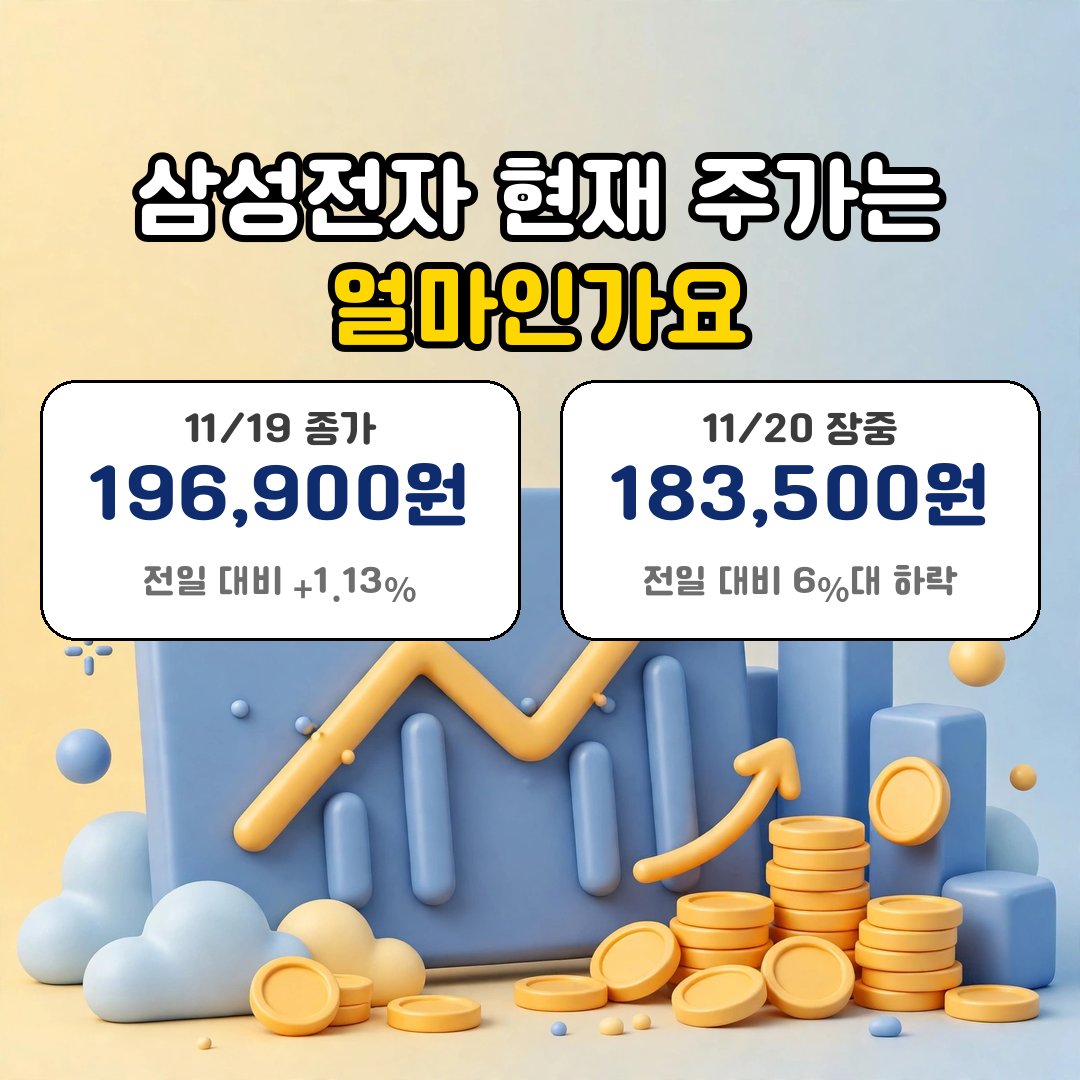 삼성전자 현재 주가는
얼마인가요
11/19 종가
196,900원
전일 대비 +1.13%
11/20 장중
183,500원
전일 대비 6%대 하락